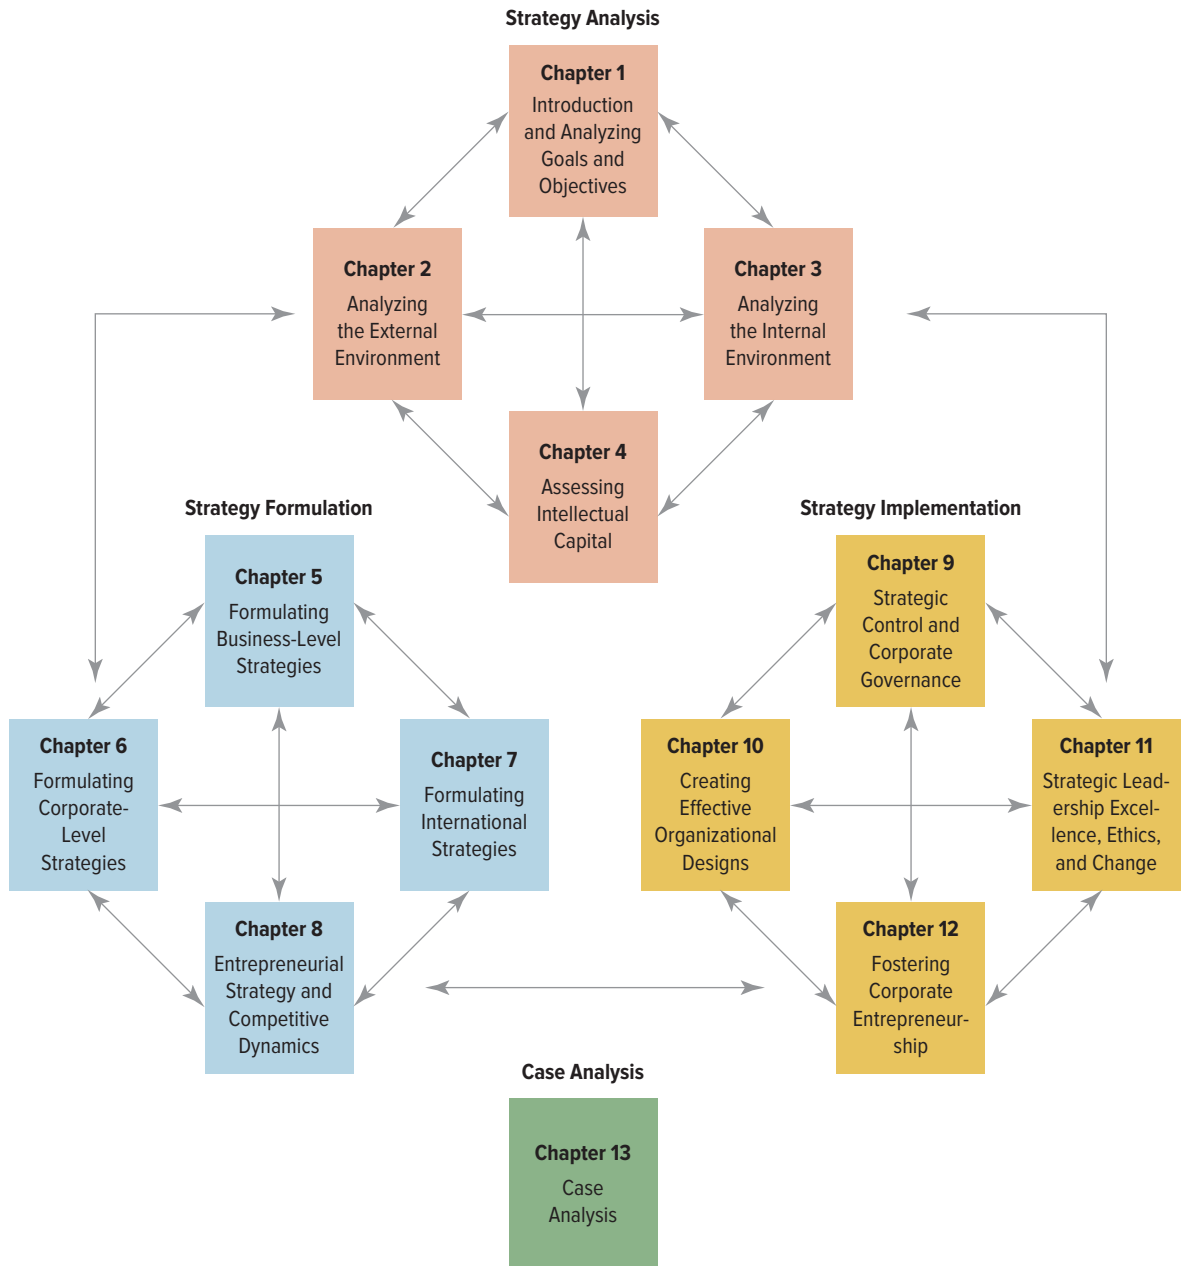 Strategy Analysis
Chapter 1
Introduction
and Analyzing
Goals and
Objectives
Chapter 2
Analyzing
the External
Environment
Chapter 3
Analyzing
the Internal
Environment
Chapter 4
Assessing
Intellectual
Capital
Strategy Formulation
Chapter 5
Formulating
Business-Level
Strategies
Chapter 6
Formulating
Corporate-
Level
Strategies
Chapter 7
Formulating
International
Strategies
Chapter 8
Entrepreneurial
Strategy and
Competitive
Dynamics
Strategy Implementation
Chapter 9
Strategic
Control and
Corporate
Governance
Chapter 10
Creating
Effective
Organizational
Designs
Chapter 11
Strategic Lead-
ership Excel-
lence, Ethics,
and Change
Chapter 12
Fostering
Corporate
Entrepreneur-
ship
Case Analysis
Chapter 13
Case
Analysis